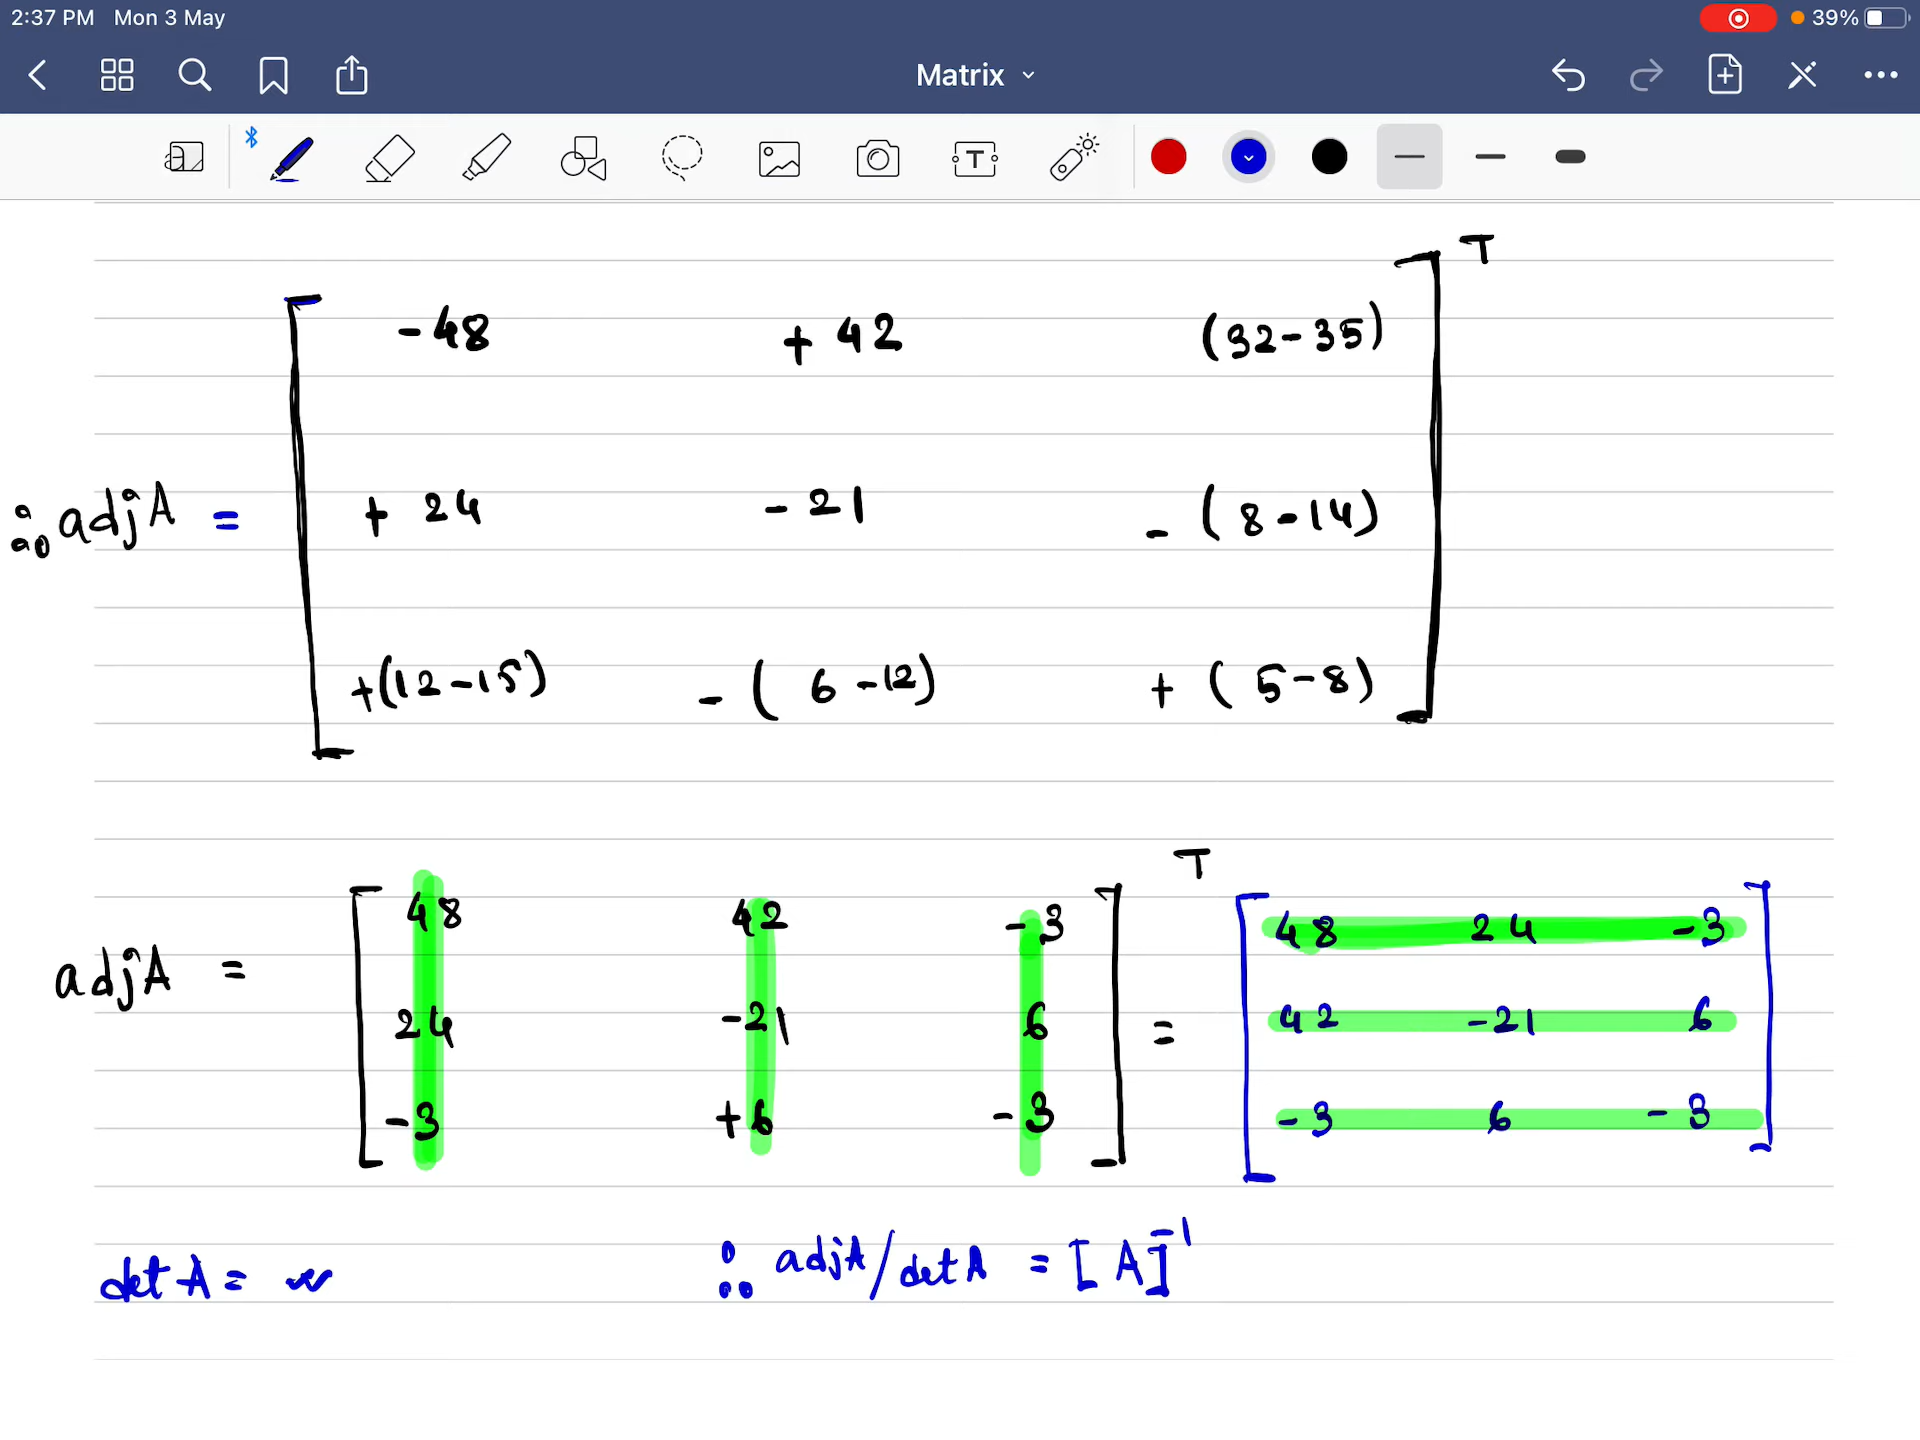 2:37 PM Mon 3 May 39%
Matrix
T
T
-48 + 42 (32-35)
∴ adjA = + 24 - 21 - (8-14)
+(12-15) - ( 6 -12) + ( 5-8)
T
48 42 -3 48 24 -3
adjA = 24 -21 6 = 42 -21 6
-3 +6 -3 -3 6 -3
det A = ∴ adjA/detA = [A]⁻¹